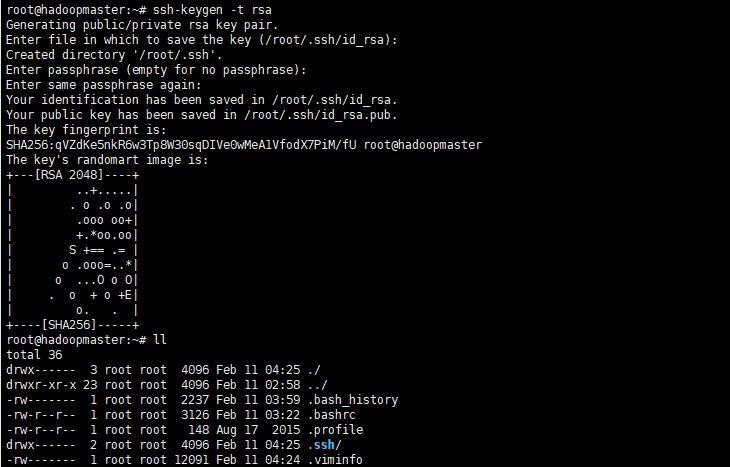 root@hadoopmaster:~# ssh-keygen -t rsa
Generating public/private rsa key pair.
Enter file in which to save the key (/root/.ssh/id_rsa):
Created directory '/root/.ssh'.
Enter passphrase (empty for no passphrase):
Enter same passphrase again:
Your identification has been saved in /root/.ssh/id_rsa.
Your public key has been saved in /root/.ssh/id_rsa.pub.
The key fingerprint is:
SHA256:qVZdKe5nkR6w3Tp8W30sqDIVe0wMeA1VfodX7PiM/fU root@hadoopmaster
The key's randomart image is:
+---[RSA 2048]----+
|         ..+.....|
|        . o .o .o|
|         .ooo oo+|
|         +.*oo.oo|
|        S +== .= |
|       o .ooo=..*|
|      o  ...O o O|
|     .  o  + o +E|
|         o.   .  |
+----[SHA256]-----+
root@hadoopmaster:~# ll
total 36
drwx------  3 root root  4096 Feb 11 04:25 ./
drwxr-xr-x 23 root root  4096 Feb 11 02:58 ../
-rw-------  1 root root  2237 Feb 11 03:59 .bash_history
-rw-r--r--  1 root root  3126 Feb 11 03:22 .bashrc
-rw-r--r--  1 root root   148 Aug 17  2015 .profile
drwx------  2 root root  4096 Feb 11 04:25 .ssh/
-rw-------  1 root root 12091 Feb 11 04:24 .viminfo